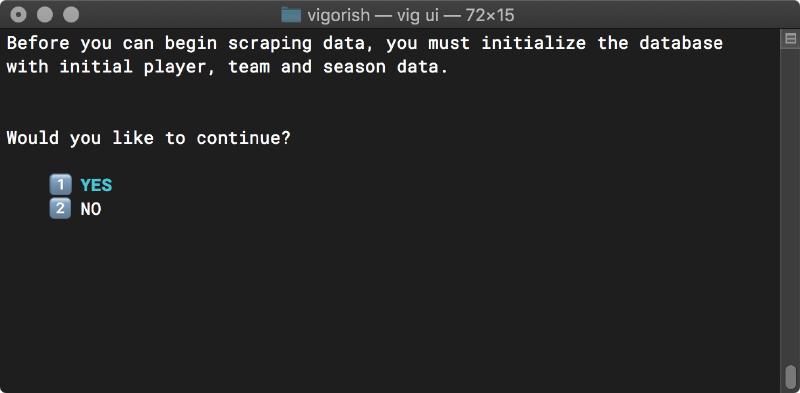 vigorish — vig ui — 72×15
Before you can begin scraping data, you must initialize the database
with initial player, team and season data.
Would you like to continue?
1 YES
2 NO